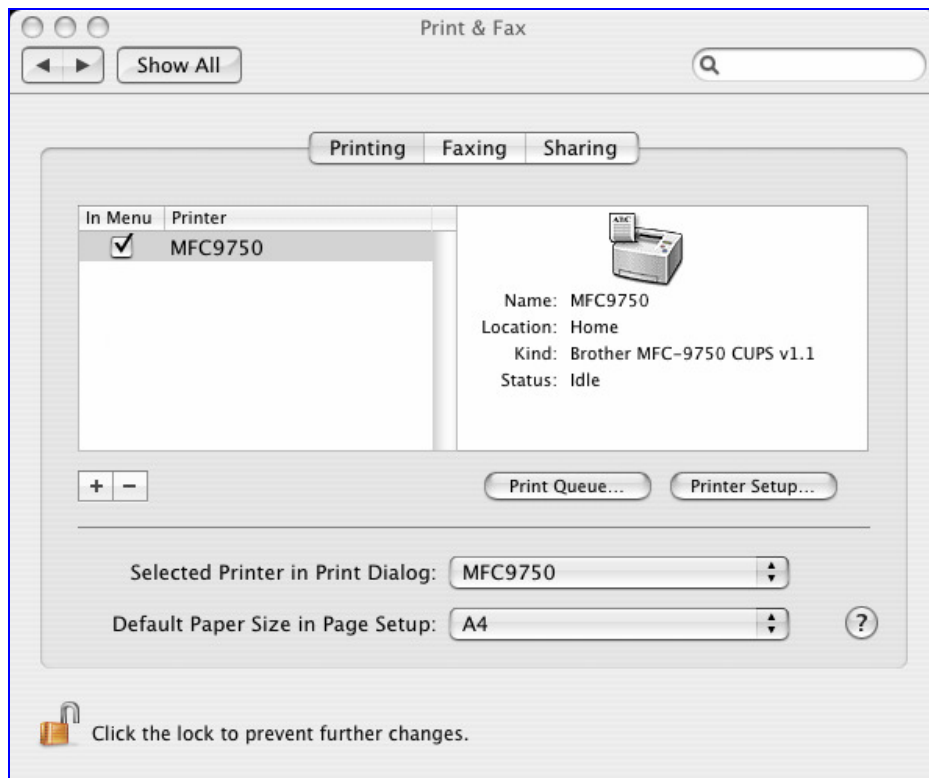 Print & Fax
Show All
Printing Faxing Sharing
In Menu Printer
MFC9750
ABC
Name: MFC9750
Location: Home
Kind: Brother MFC-9750 CUPS v1.1
Status: Idle
+ −
Print Queue... Printer Setup...
Selected Printer in Print Dialog: MFC9750
Default Paper Size in Page Setup: A4 ?
Click the lock to prevent further changes.